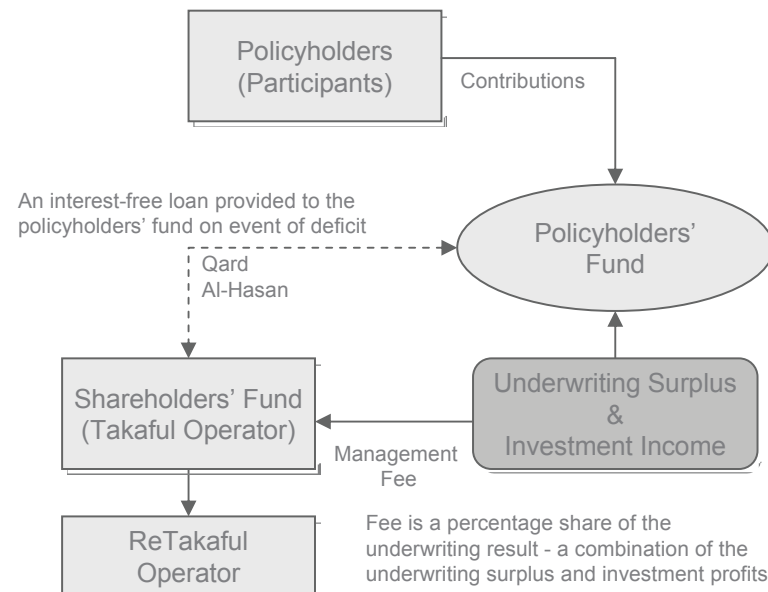 Policyholders
(Participants)
Contributions
An interest-free loan provided to the
policyholders' fund on event of deficit
Qard
Al-Hasan
Policyholders'
Fund
Shareholders' Fund
(Takaful Operator)
Management
Fee
Underwriting Surplus
&
Investment Income
ReTakaful
Operator
Fee is a percentage share of the
underwriting result - a combination of the
underwriting surplus and investment profits